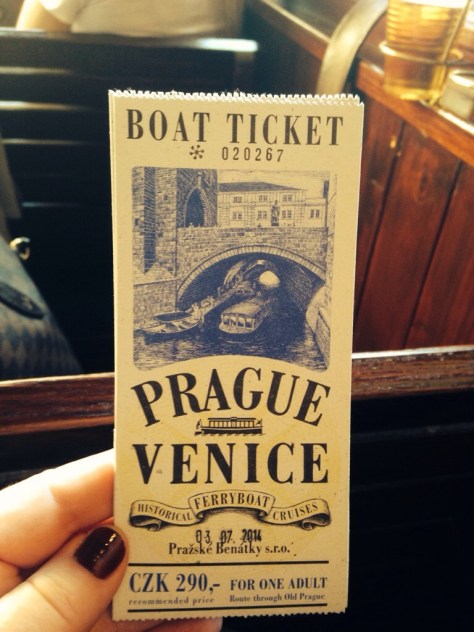 BOAT TICKET
* 020267
PRAGUE
VENICE
HISTORICAL FERRYBOAT CRUISES
03. 07. 2014
Pražské Benátky s.r.o.
CZK 290,- FOR ONE ADULT
recommended price Route through Old Prague